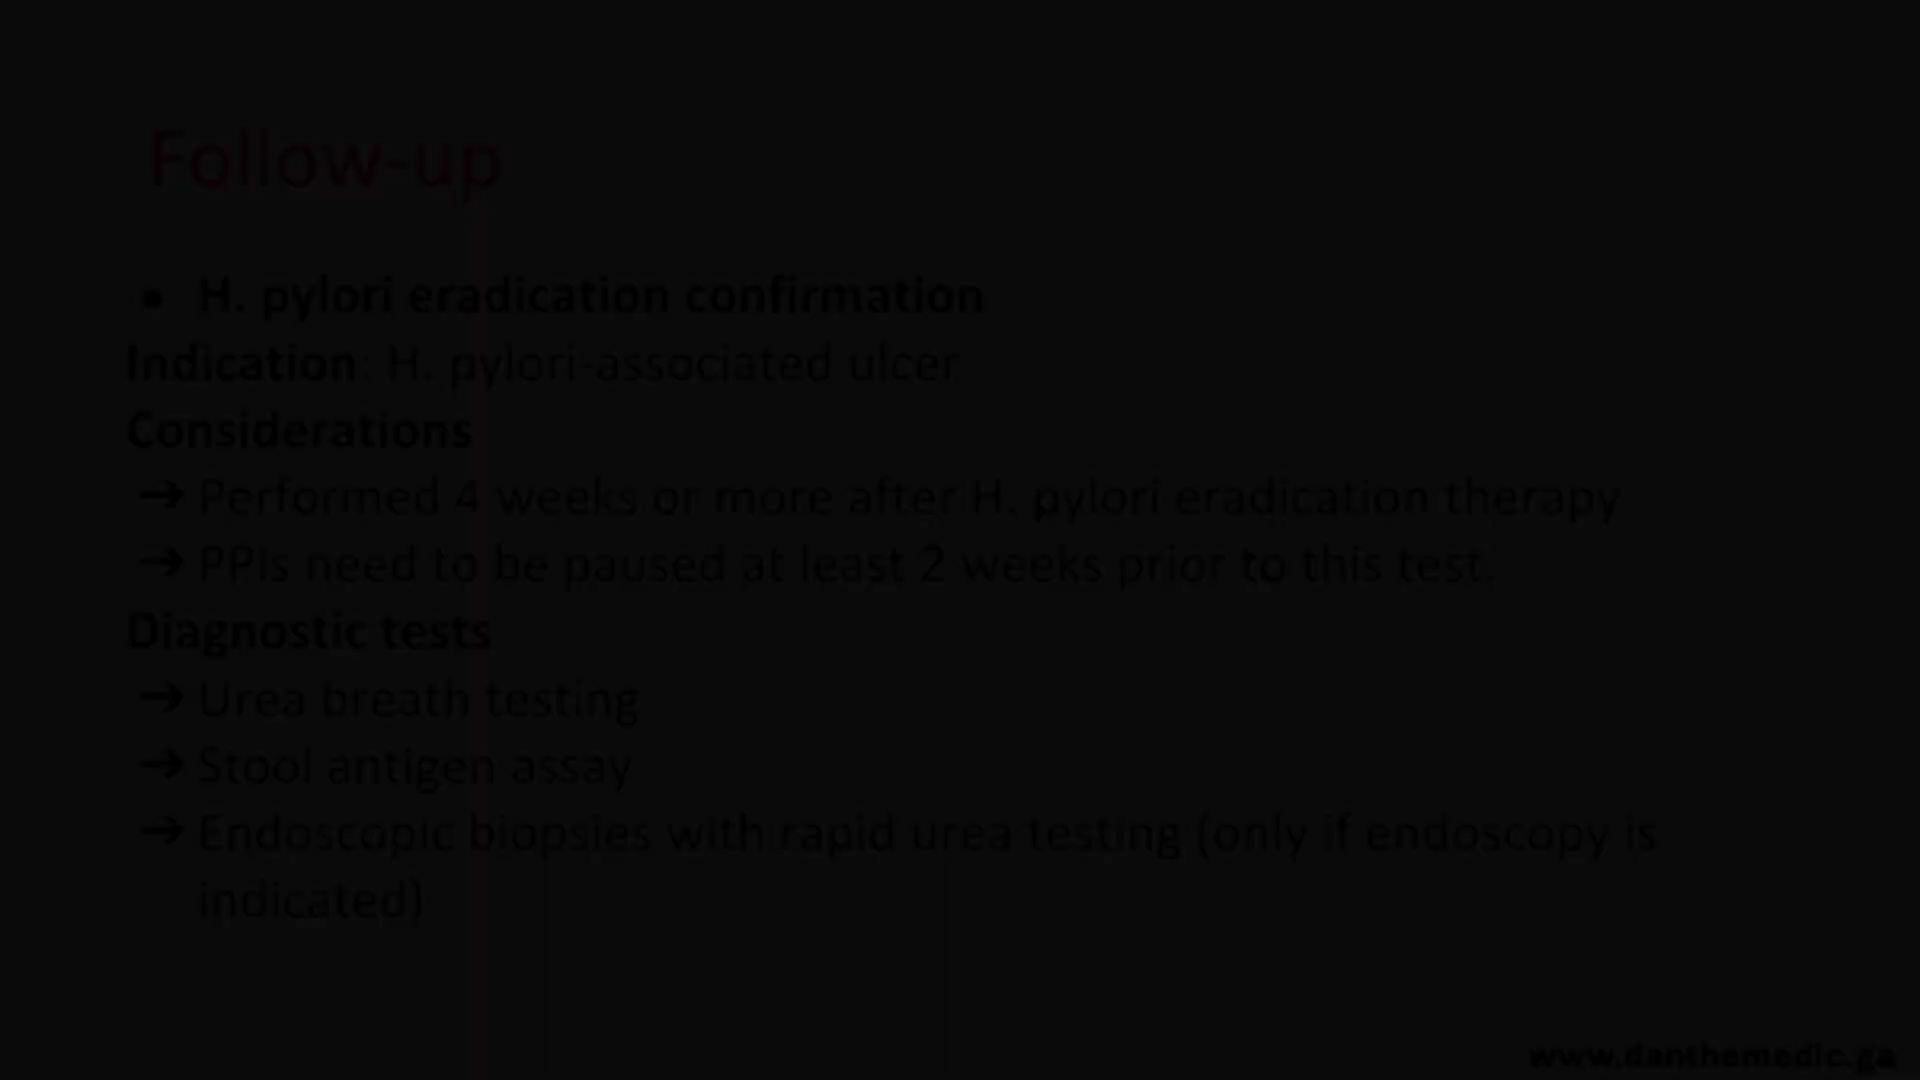 Follow-up
• H. pylori eradication confirmation
Indication: H. pylori-associated ulcer
Considerations
➔ Performed 4 weeks or more after H. pylori eradication therapy
➔ PPIs need to be paused at least 2 weeks prior to this test.
Diagnostic tests
➔ Urea breath testing
➔ Stool antigen assay
➔ Endoscopic biopsies with rapid urea testing (only if endoscopy is
indicated)
www.danthemedic.ga